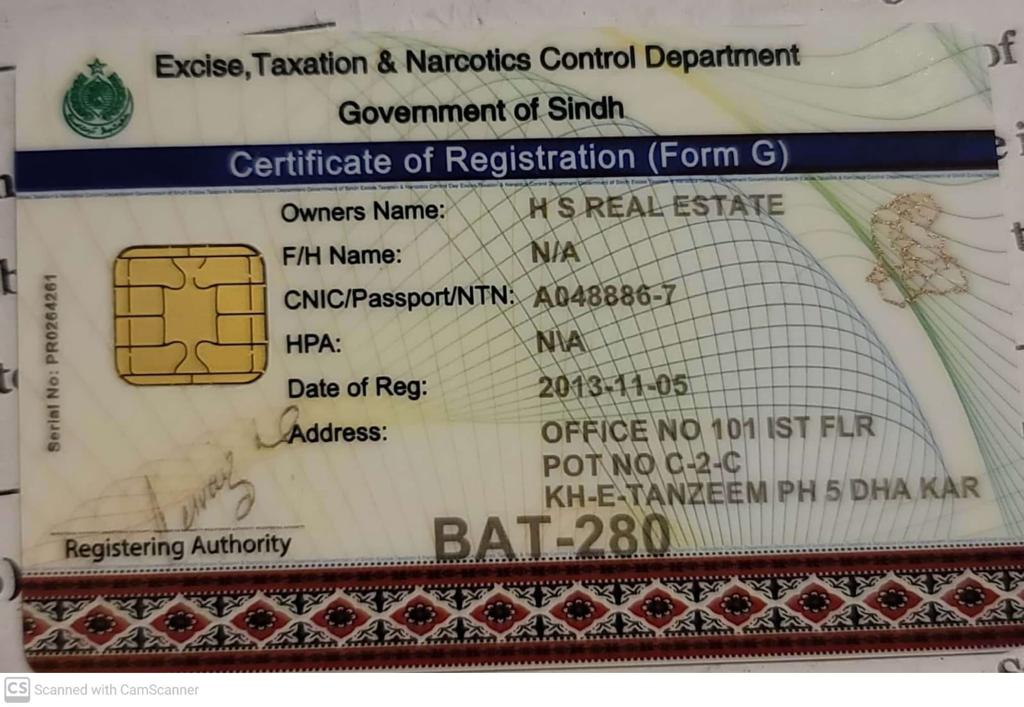 Excise, Taxation & Narcotics Control Department
Government of Sindh
Certificate of Registration (Form G)
Owners Name: H S REAL ESTATE
F/H Name: N/A
CNIC/Passport/NTN: A048886-7
HPA: N\A
Date of Reg: 2013-11-05
Address: OFFICE NO 101 IST FLR
POT NO C-2-C
KH-E-TANZEEM PH 5 DHA KAR
BAT-280
Serial No: PR0264261
Registering Authority
CS Scanned with CamScanner